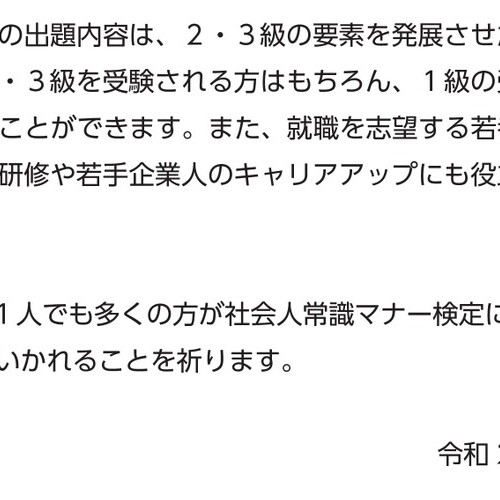 の出題内容は、２・３級の要素を発展させ
・３級を受験される方はもちろん、１級の
ことができます。また、就職を志望する若
研修や若手企業人のキャリアアップにも役
１人でも多くの方が社会人常識マナー検定に
いかれることを祈ります。
令和